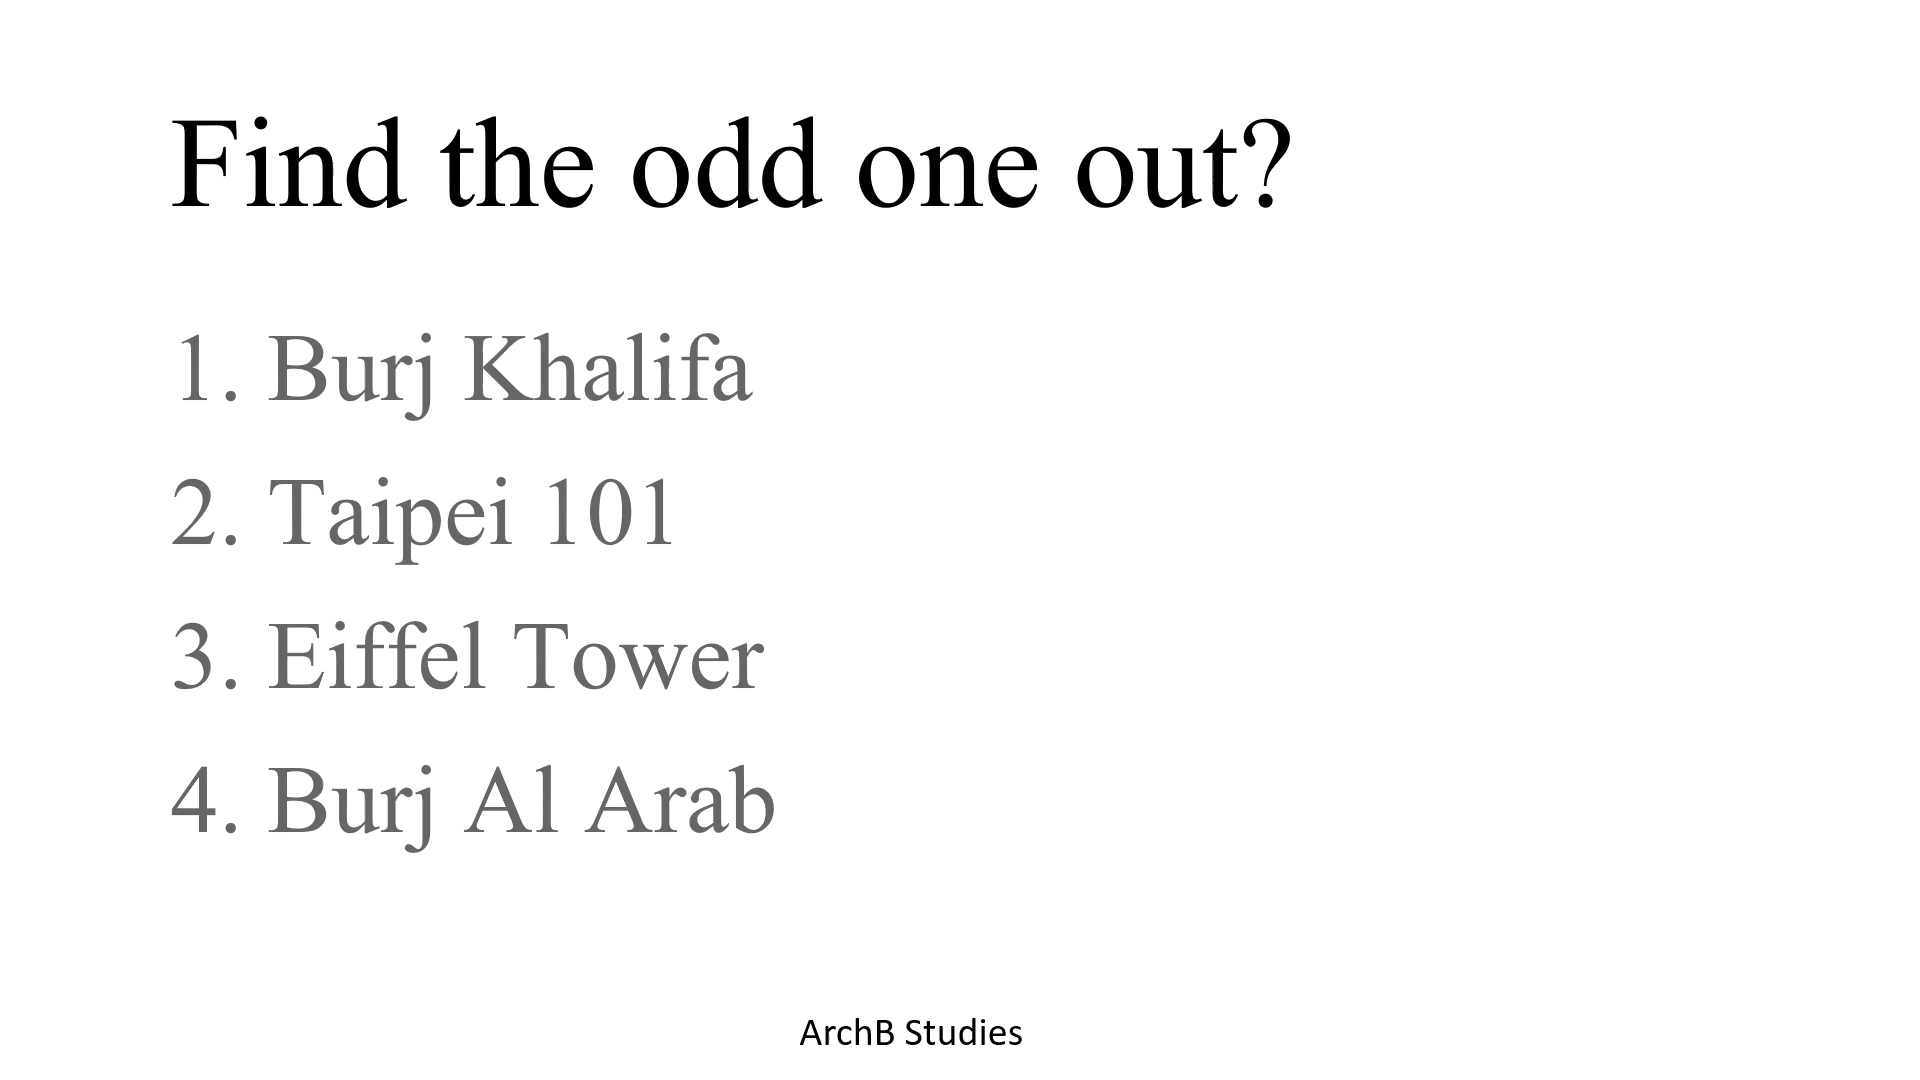 Find the odd one out?
1. Burj Khalifa
2. Taipei 101
3. Eiffel Tower
4. Burj Al Arab
ArchB Studies